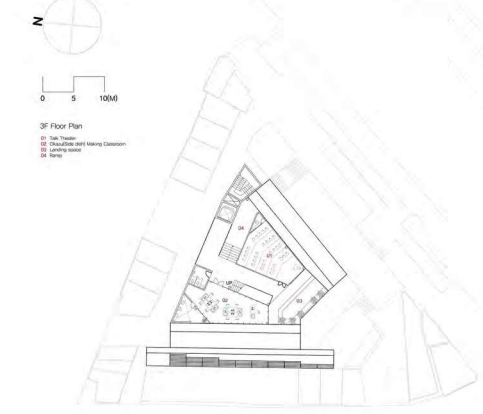 N
0 5 10(M)
3F Floor Plan
01 Talk Theater
02 Okazu(Side dish) Making Classroom
03 Landing space
04 Ramp
04
01
UP
03
02